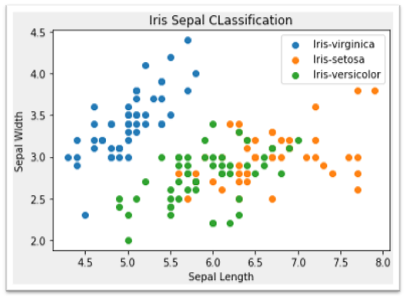 Iris Sepal CLassification
Iris-virginica
Iris-setosa
Iris-versicolor
4.5
4.0
3.5
3.0
2.5
2.0
Sepal Width
4.5 5.0 5.5 6.0 6.5 7.0 7.5 8.0
Sepal Length